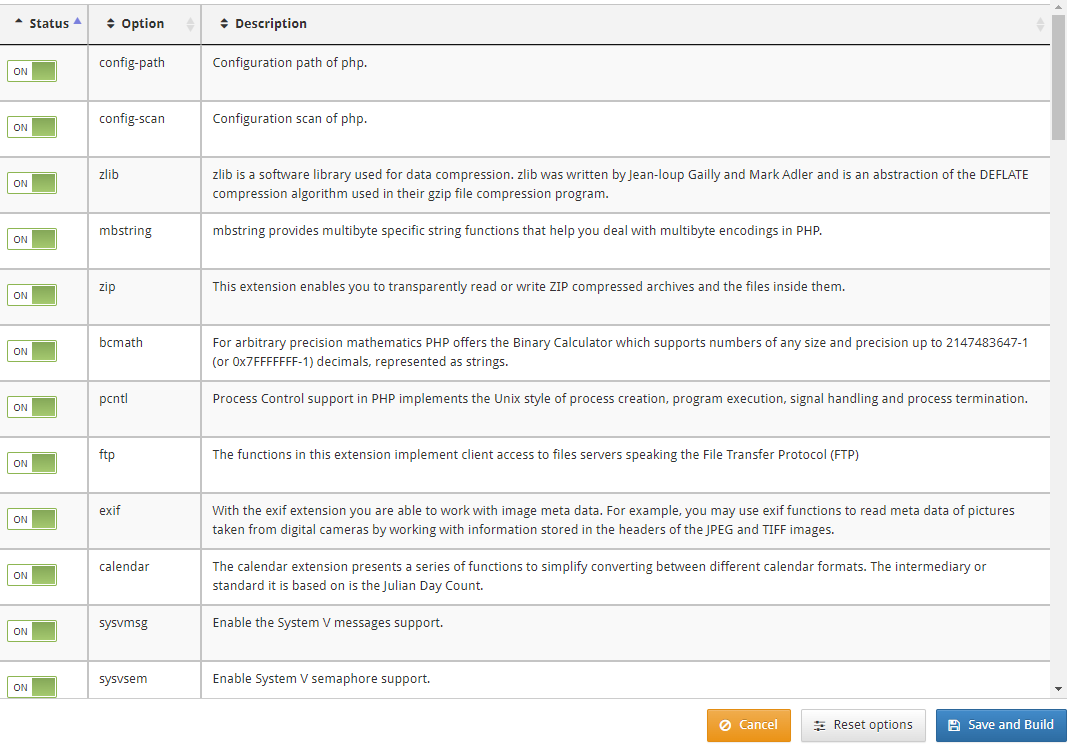 Status Option Description
ON config-path Configuration path of php.
ON config-scan Configuration scan of php.
ON zlib zlib is a software library used for data compression. zlib was written by Jean-loup Gailly and Mark Adler and is an abstraction of the DEFLATE
compression algorithm used in their gzip file compression program.
ON mbstring mbstring provides multibyte specific string functions that help you deal with multibyte encodings in PHP.
ON zip This extension enables you to transparently read or write ZIP compressed archives and the files inside them.
ON bcmath For arbitrary precision mathematics PHP offers the Binary Calculator which supports numbers of any size and precision up to 2147483647-1
(or 0x7FFFFFFF-1) decimals, represented as strings.
ON pcntl Process Control support in PHP implements the Unix style of process creation, program execution, signal handling and process termination.
ON ftp The functions in this extension implement client access to files servers speaking the File Transfer Protocol (FTP)
ON exif With the exif extension you are able to work with image meta data. For example, you may use exif functions to read meta data of pictures
taken from digital cameras by working with information stored in the headers of the JPEG and TIFF images.
ON calendar The calendar extension presents a series of functions to simplify converting between different calendar formats. The intermediary or
standard it is based on is the Julian Day Count.
ON sysvmsg Enable the System V messages support.
ON sysvsem Enable System V semaphore support.
Cancel Reset options Save and Build